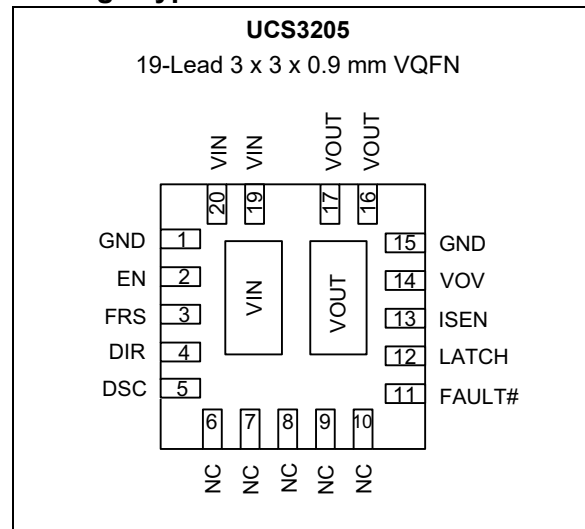 UCS3205
19-Lead 3 x 3 x 0.9 mm VQFN
VIN VIN VOUT VOUT
20 19 17 16
GND 1 15 GND
EN 2 14 VOV
FRS 3 13 ISEN
DIR 4 12 LATCH
DSC 5 11 FAULT#
VIN VOUT
6 7 8 9 10
NC NC NC NC NC